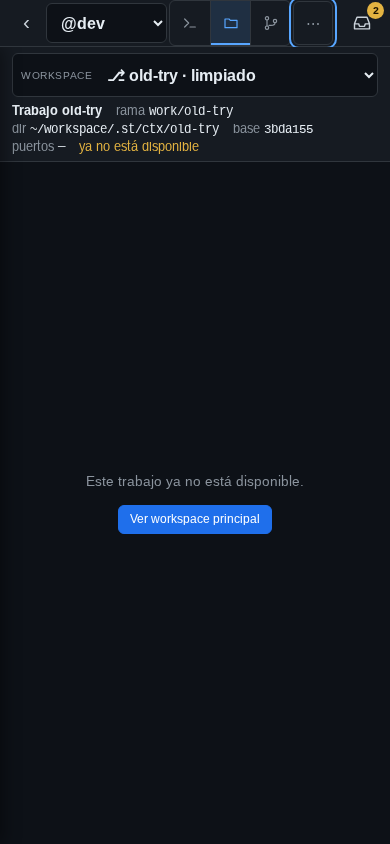 @dev
2
WORKSPACE old-try · limpiado
Trabajo old-try rama work/old-try
dir ~/workspace/.st/ctx/old-try base 3bda155
puertos — ya no está disponible
Este trabajo ya no está disponible.
Ver workspace principal